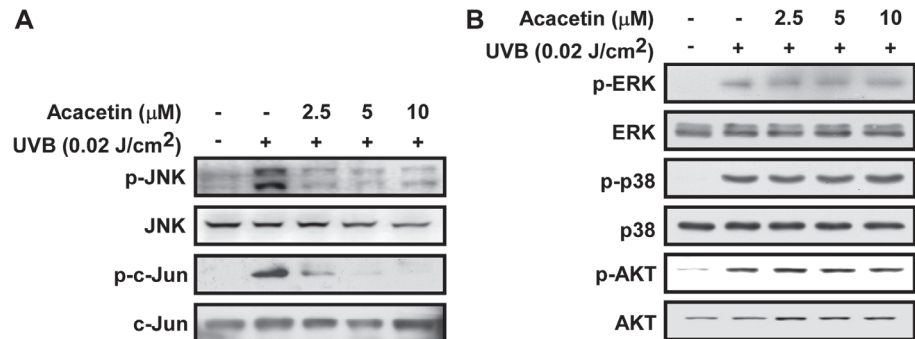 A
Acacetin (μM) - - 2.5 5 10
UVB (0.02 J/cm²) - + + + +
p-JNK
JNK
p-c-Jun
c-Jun
B
Acacetin (μM) - - 2.5 5 10
UVB (0.02 J/cm²) - + + + +
p-ERK
ERK
p-p38
p38
p-AKT
AKT